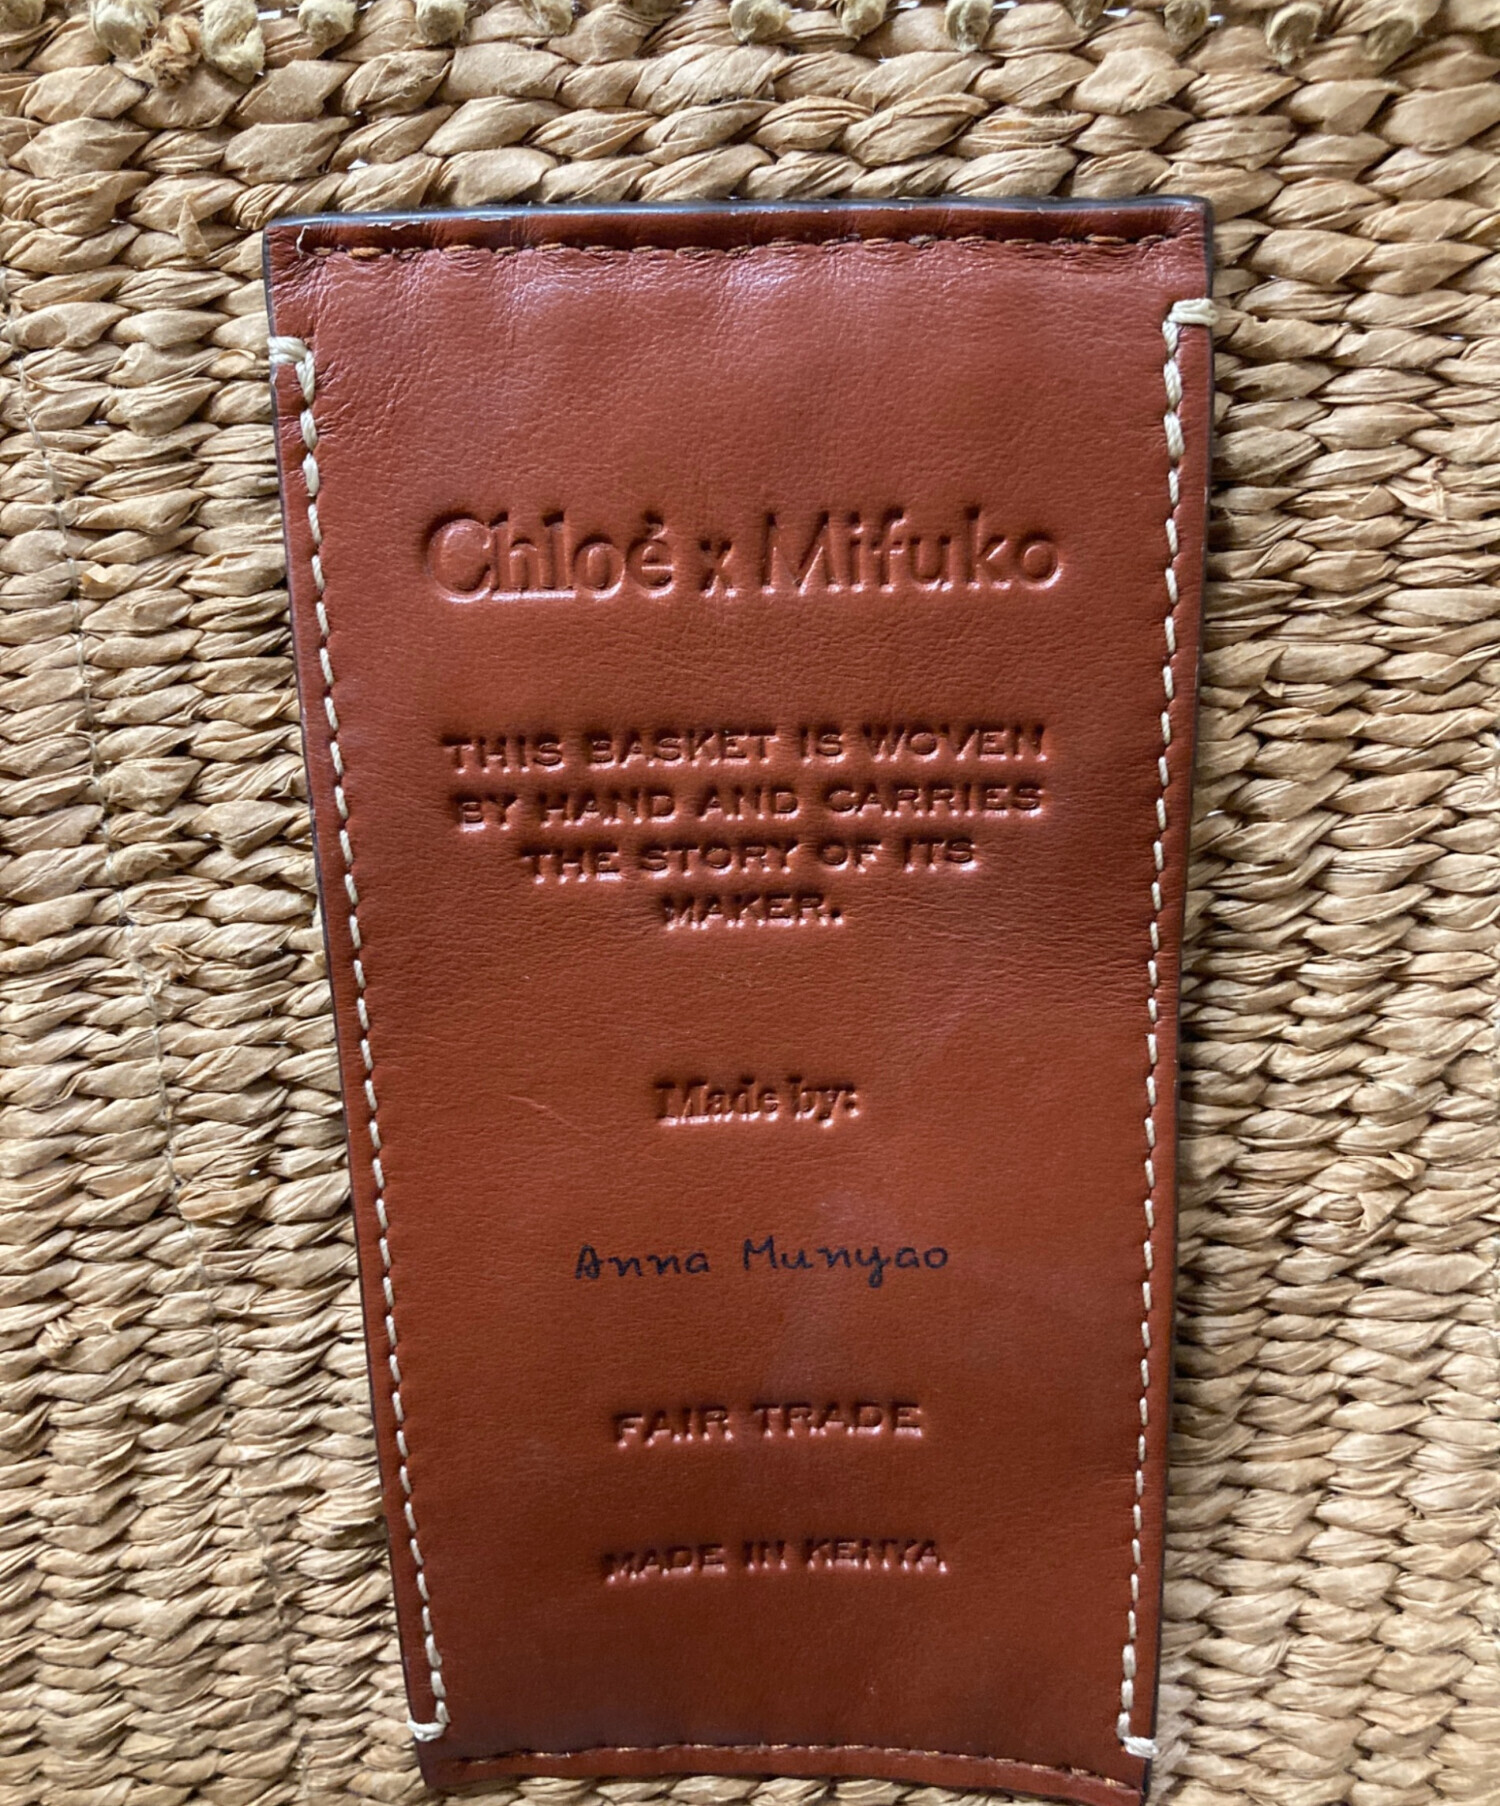 Chloé x Mifuko
THIS BASKET IS WOVEN
BY HAND AND CARRIES
THE STORY OF ITS
MAKER.
Made by:
Anna Munyao
FAIR TRADE
MADE IN KENYA